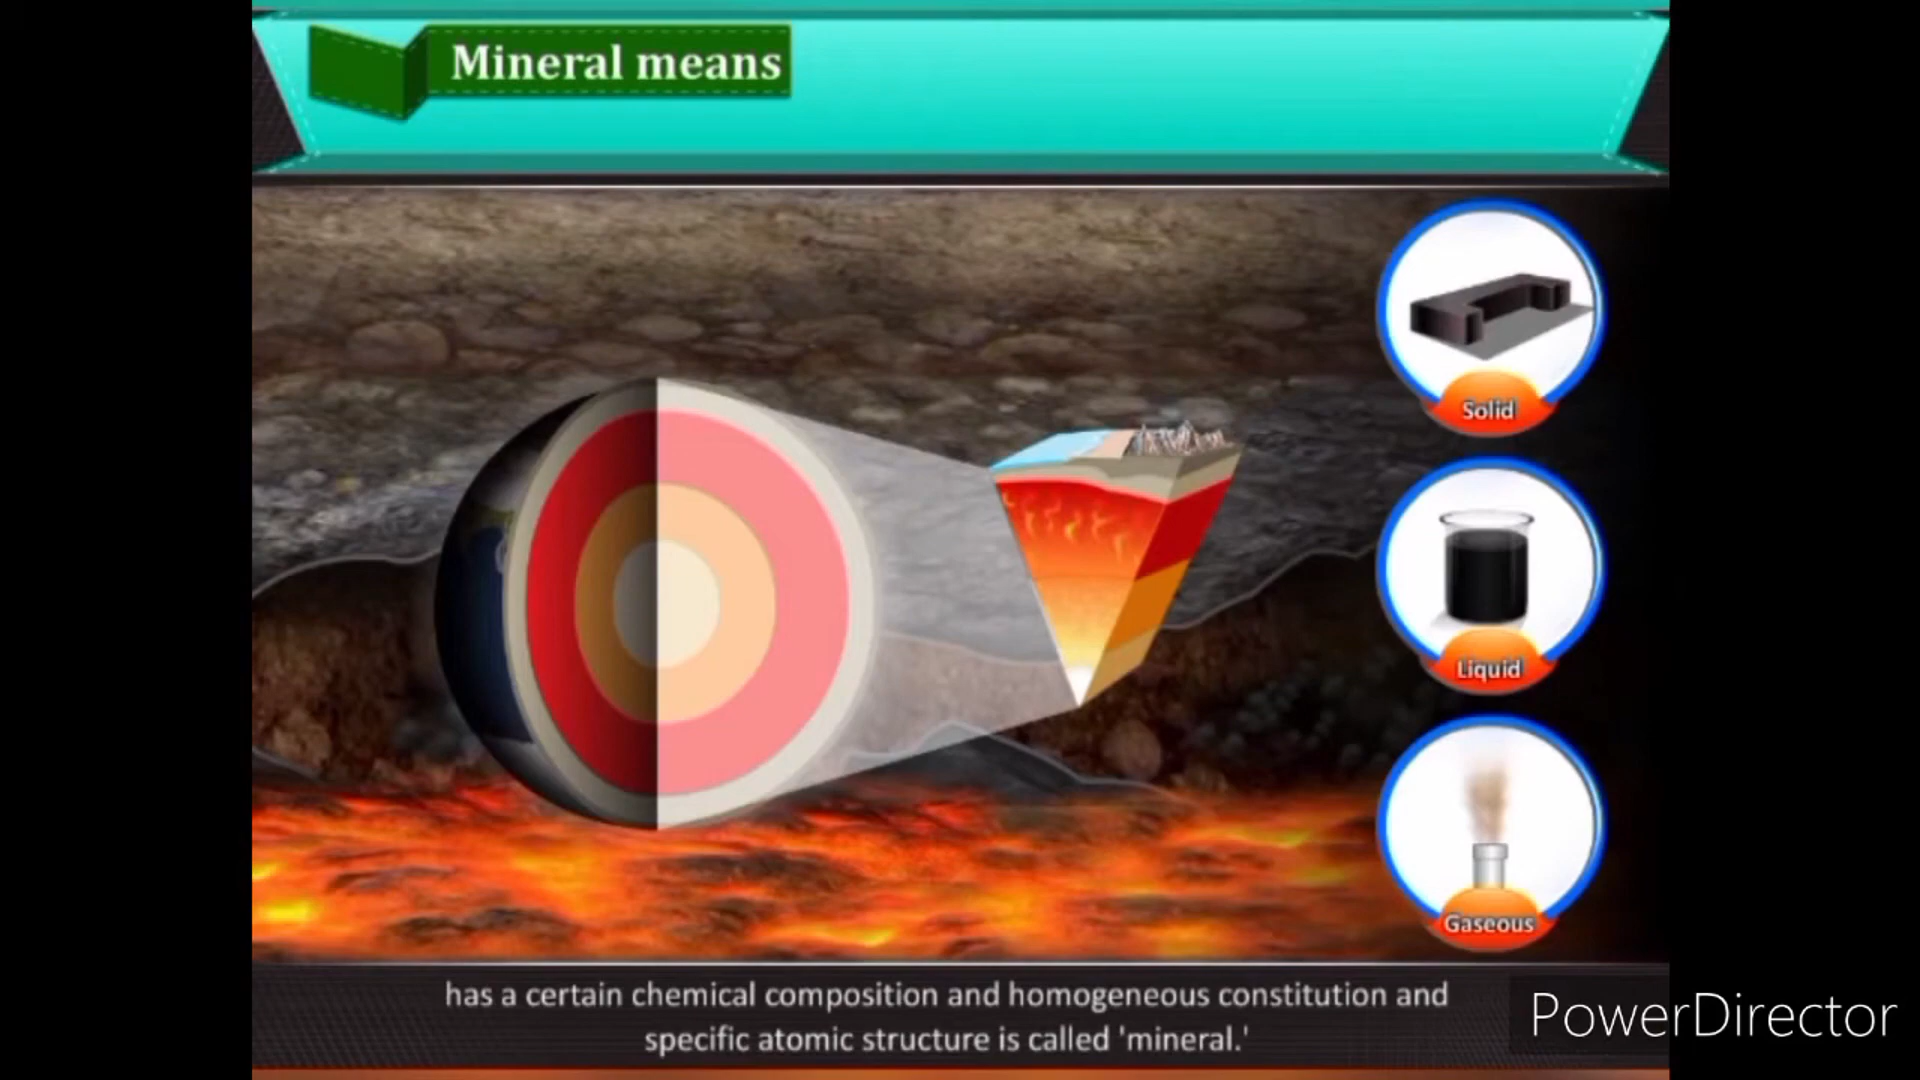 Mineral means
Solid
Liquid
Gaseous
has a certain chemical composition and homogeneous constitution and
specific atomic structure is called 'mineral.'
PowerDirector